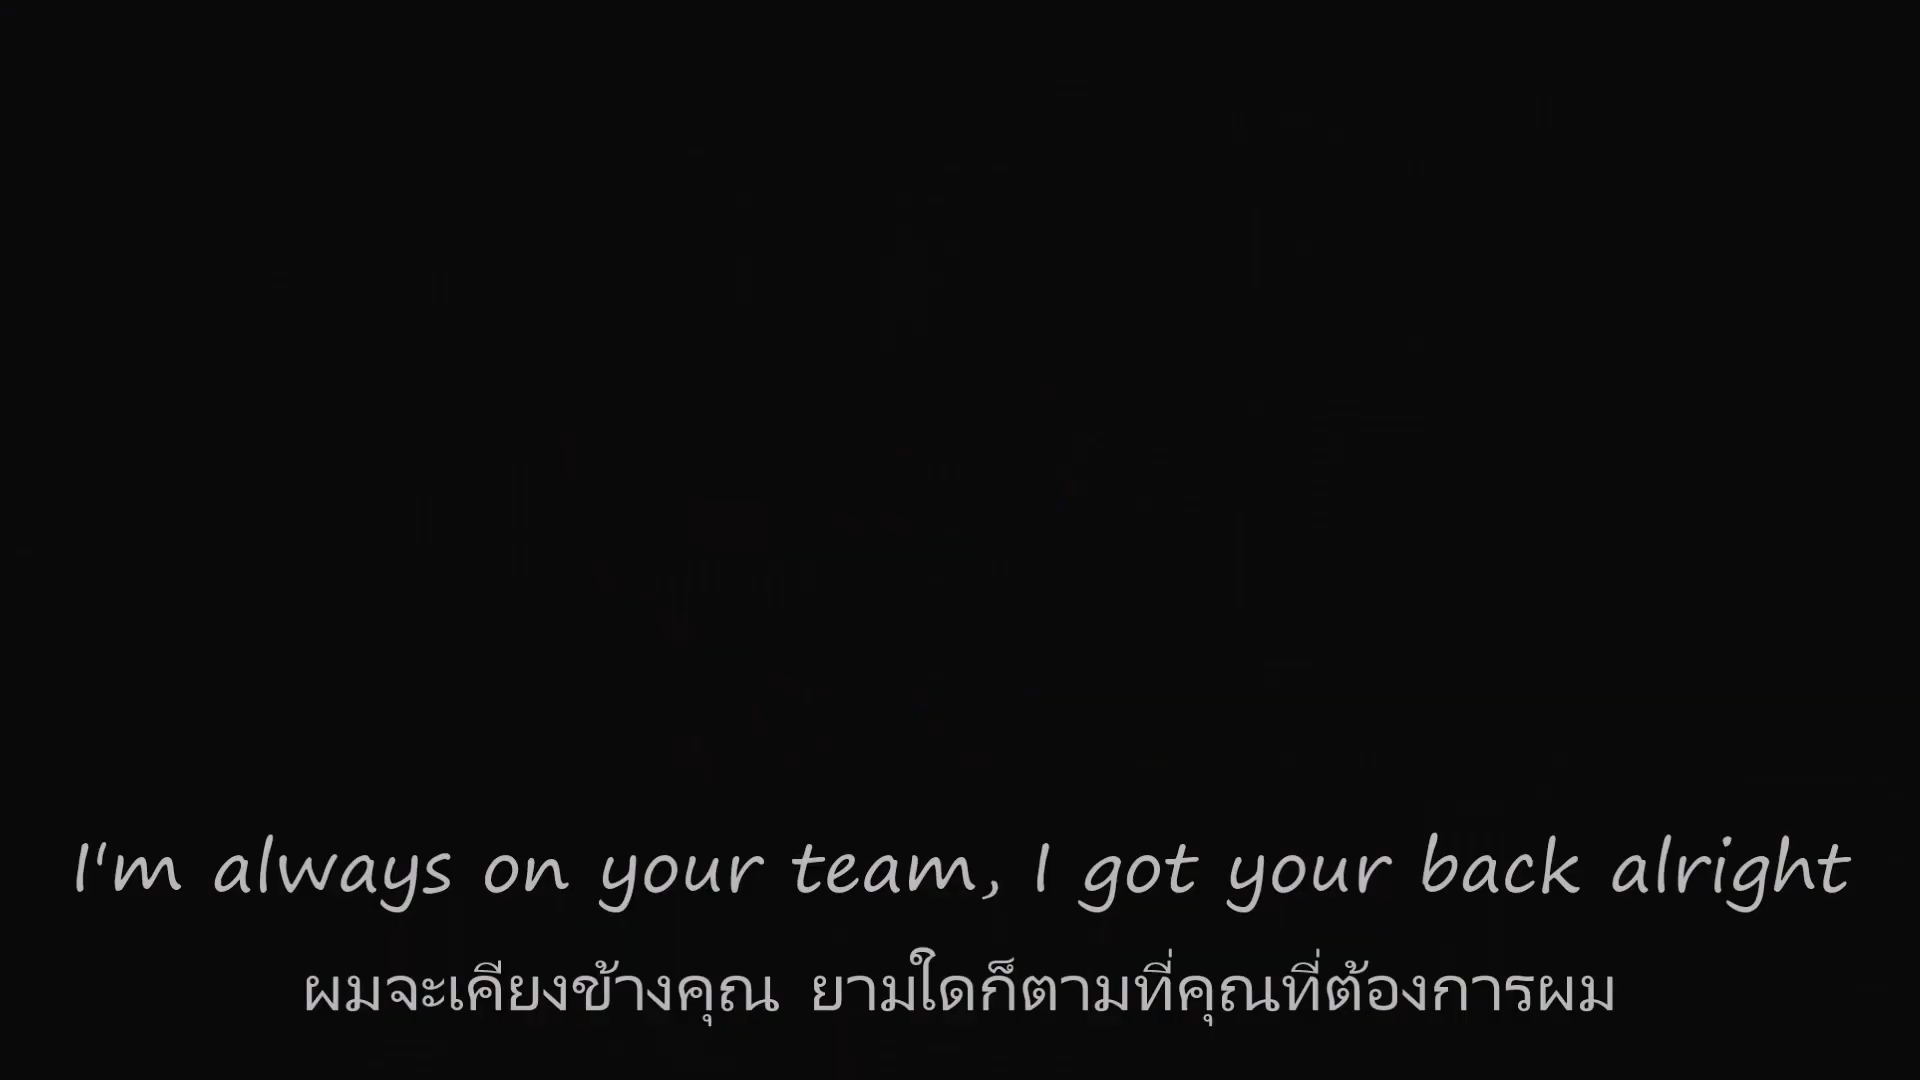 I'm always on your team, I got your back alright
ผมจะเคียงข้างคุณ ยามใดก็ตามที่คุณที่ต้องการผม